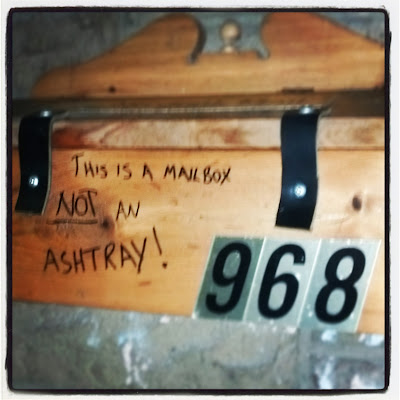 THIS IS A MAILBOX
NOT AN
ASHTRAY!
968